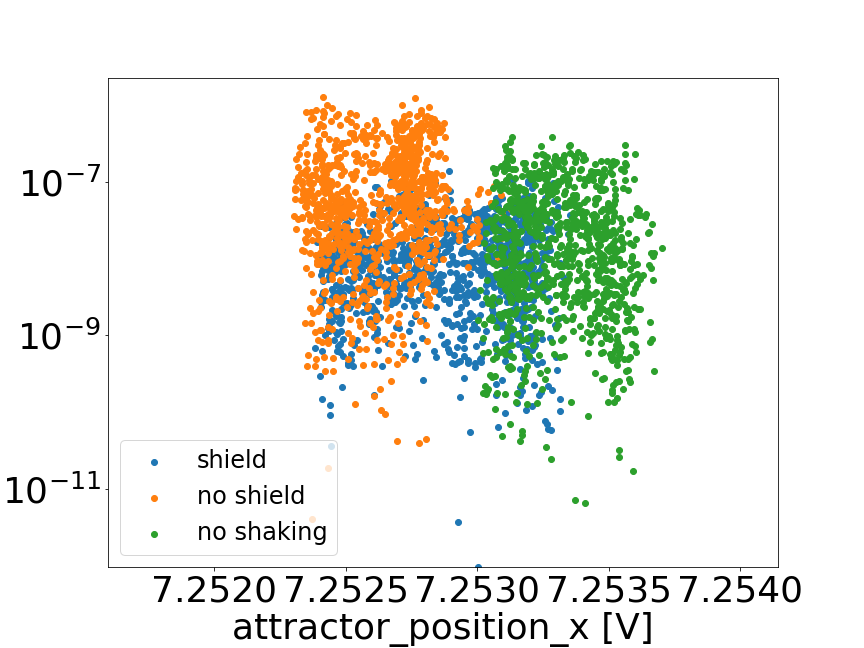 10⁻⁷
10⁻⁹
10⁻¹¹
shield
no shield
no shaking
7.2520 7.2525 7.2530 7.2535 7.2540
attractor_position_x [V]